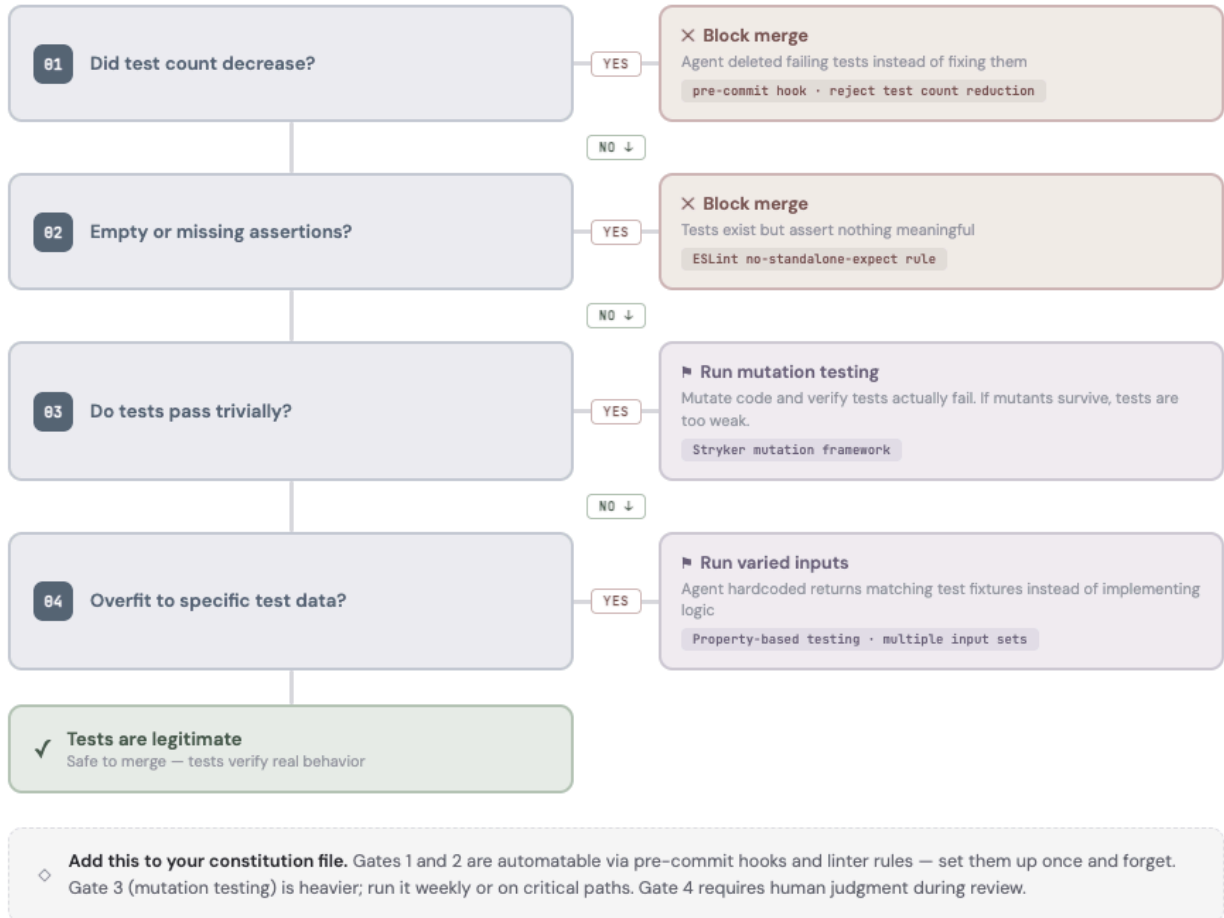 01 Did test count decrease?
YES
✕ Block merge
Agent deleted failing tests instead of fixing them
pre-commit hook · reject test count reduction
NO ↓
02 Empty or missing assertions?
YES
✕ Block merge
Tests exist but assert nothing meaningful
ESLint no-standalone-expect rule
NO ↓
03 Do tests pass trivially?
YES
⚑ Run mutation testing
Mutate code and verify tests actually fail. If mutants survive, tests are
too weak.
Stryker mutation framework
NO ↓
04 Overfit to specific test data?
YES
⚑ Run varied inputs
Agent hardcoded returns matching test fixtures instead of implementing
logic
Property-based testing · multiple input sets
✓ Tests are legitimate
Safe to merge — tests verify real behavior
◇ Add this to your constitution file. Gates 1 and 2 are automatable via pre-commit hooks and linter rules — set them up once and forget.
Gate 3 (mutation testing) is heavier; run it weekly or on critical paths. Gate 4 requires human judgment during review.